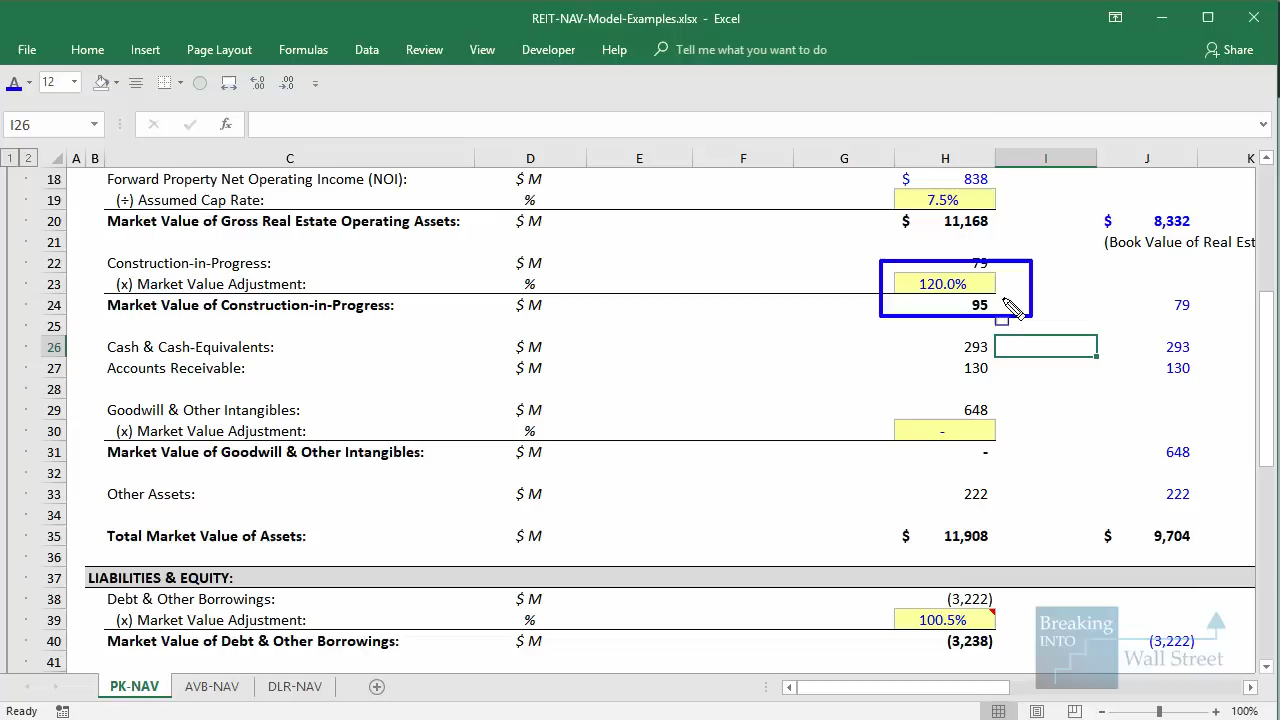 REIT-NAV-Model-Examples.xlsx - Excel
File Home Insert Page Layout Formulas Data Review View Developer Help Tell me what you want to do Share
A 12
I26 fx
1 2 A B C D E F G H I J K
18 Forward Property Net Operating Income (NOI): $ M $ 838
19 (÷) Assumed Cap Rate: % 7.5%
20 Market Value of Gross Real Estate Operating Assets: $ M $ 11,168 $ 8,332
21 (Book Value of Real Est
22 Construction-in-Progress: $ M 79
23 (x) Market Value Adjustment: % 120.0%
24 Market Value of Construction-in-Progress: $ M 95 79
25
26 Cash & Cash-Equivalents: $ M 293 293
27 Accounts Receivable: $ M 130 130
28
29 Goodwill & Other Intangibles: $ M 648
30 (x) Market Value Adjustment: % -
31 Market Value of Goodwill & Other Intangibles: $ M - 648
32
33 Other Assets: $ M 222 222
34
35 Total Market Value of Assets: $ M $ 11,908 $ 9,704
36
37 LIABILITIES & EQUITY:
38 Debt & Other Borrowings: $ M (3,222)
39 (x) Market Value Adjustment: % 100.5%
40 Market Value of Debt & Other Borrowings: $ M (3,238) (3,222)
41
Breaking
INTO
Wall Street
PK-NAV AVB-NAV DLR-NAV
Ready 100%